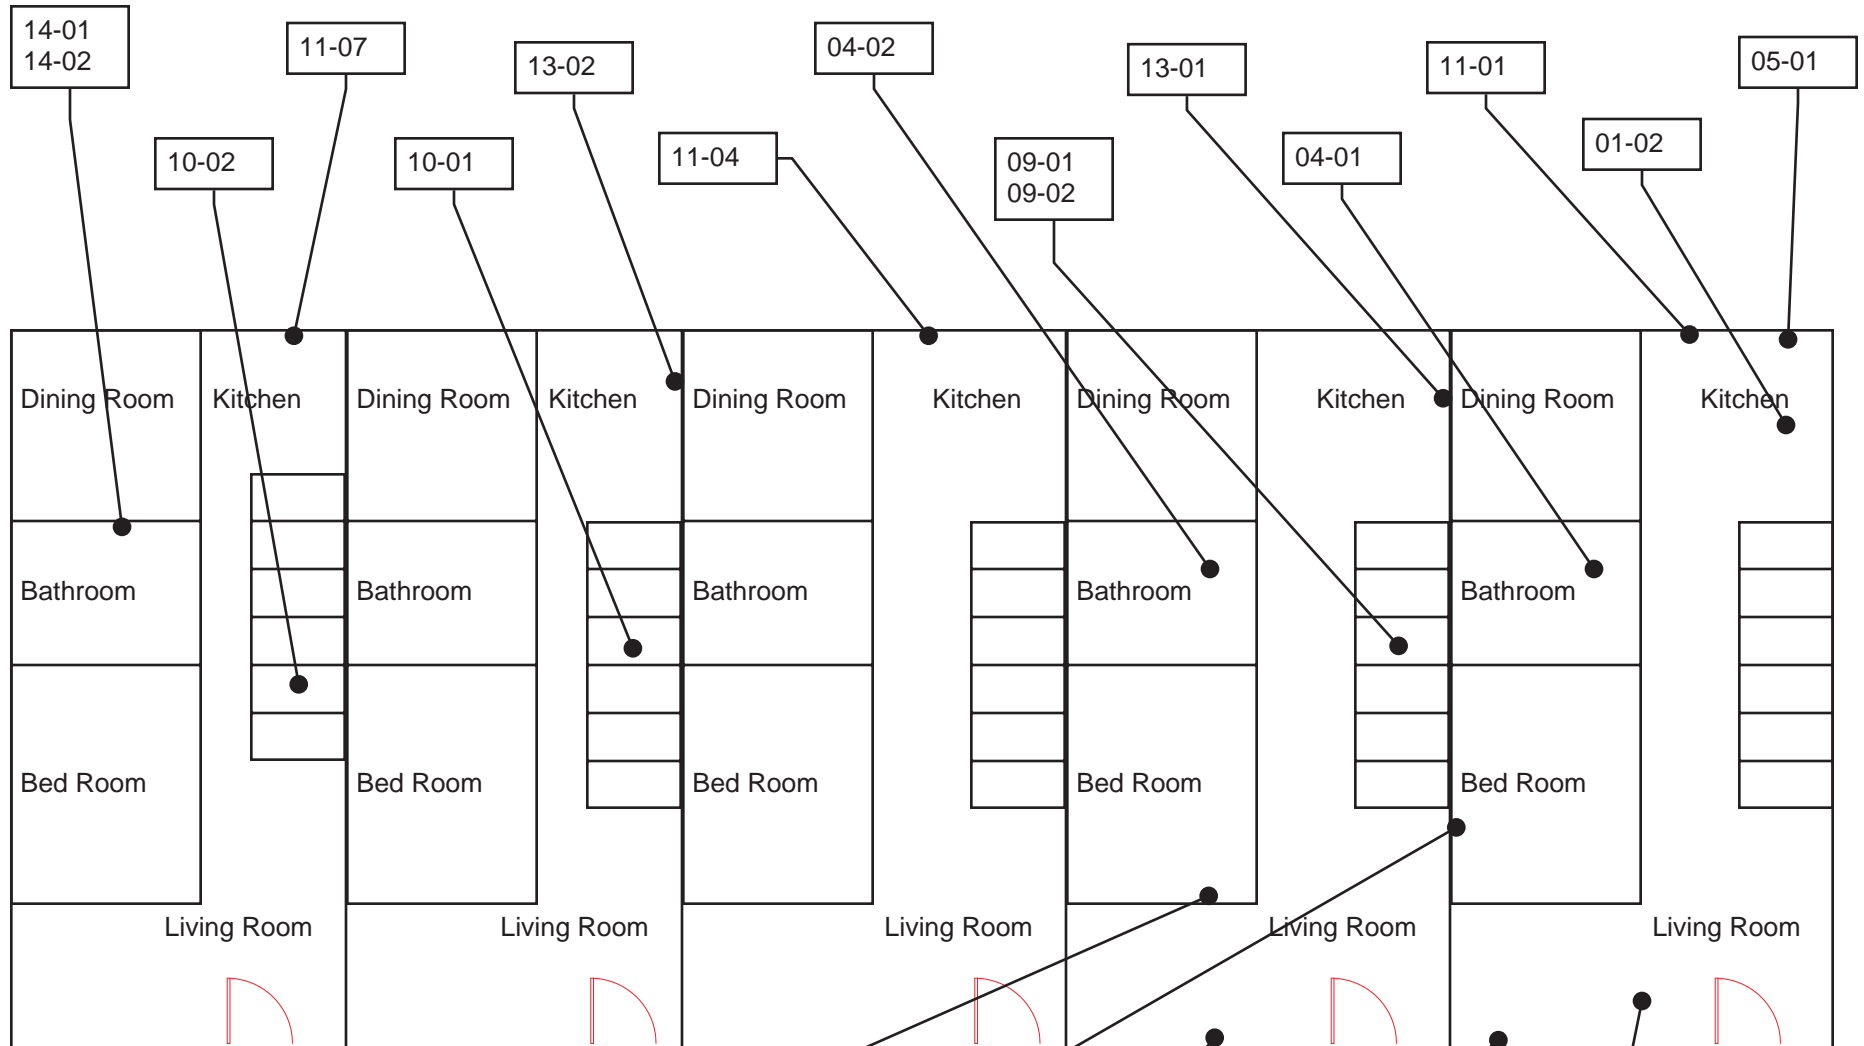 14-01
14-02
11-07
13-02
04-02
13-01
11-01
05-01
10-02
10-01
11-04
09-01
09-02
04-01
01-02
Dining Room
Kitchen
Dining Room
Kitchen
Dining Room
Kitchen
Dining Room
Kitchen
Dining Room
Kitchen
Bathroom
Bathroom
Bathroom
Bathroom
Bathroom
Bed Room
Bed Room
Bed Room
Bed Room
Bed Room
Living Room
Living Room
Living Room
Living Room
Living Room